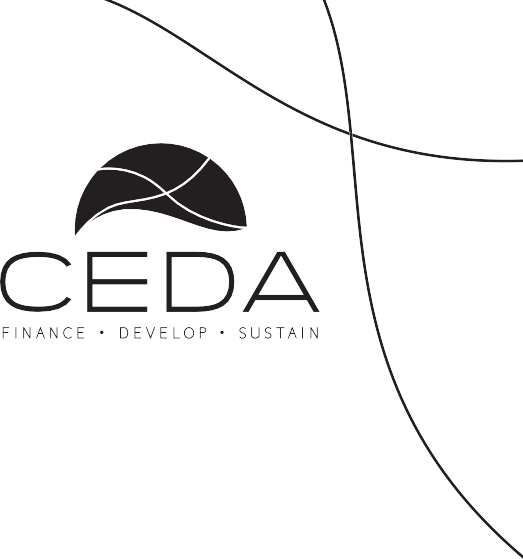 CEDA
FINANCE • DEVELOP • SUSTAIN